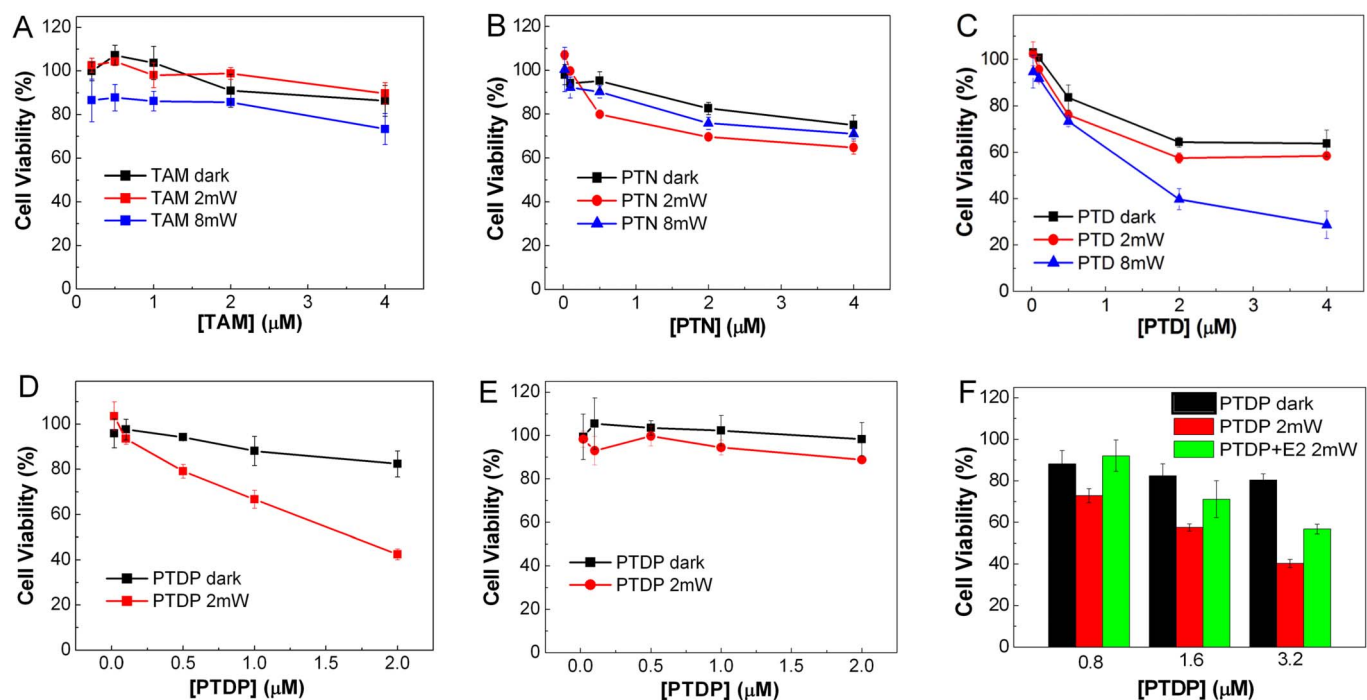 A
120
100
80
60
40
20
0
Cell Viability (%)
TAM dark
TAM 2mW
TAM 8mW
0 1 2 3 4
[TAM] (μM)
B
120
100
80
60
40
20
0
Cell Viability (%)
PTN dark
PTN 2mW
PTN 8mW
0 1 2 3 4
[PTN] (μM)
C
100
80
60
40
20
0
Cell Viability (%)
PTD dark
PTD 2mW
PTD 8mW
0 1 2 3 4
[PTD] (μM)
D
100
80
60
40
20
0
Cell Viability (%)
PTDP dark
PTDP 2mW
0.0 0.5 1.0 1.5 2.0
[PTDP] (μM)
E
120
100
80
60
40
20
0
Cell Viability (%)
PTDP dark
PTDP 2mW
0.0 0.5 1.0 1.5 2.0
[PTDP] (μM)
F
120
100
80
60
40
20
0
Cell Viability (%)
PTDP dark
PTDP 2mW
PTDP+E2 2mW
0.8 1.6 3.2
[PTDP] (μM)